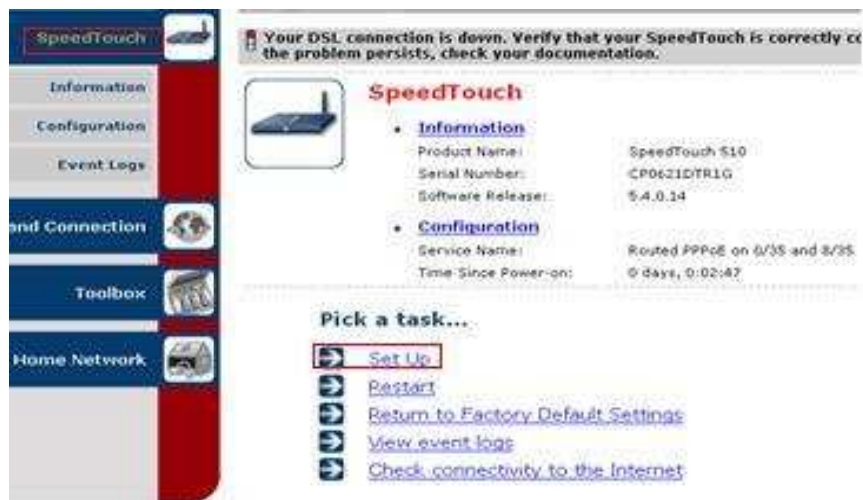 SpeedTouch
Information
Configuration
Event Logs
and Connection
Toolbox
Home Network
Your DSL connection is down. Verify that your SpeedTouch is correctly
the problem persists, check your documentation.
SpeedTouch
Information
Product Name: SpeedTouch 510
Serial Number: CP0621DTR1G
Software Release: 5.4.0.14
Configuration
Service Name: Routed PPPoE on 0/35 and 8/35
Time Since Power-on: 0 days, 0:02:47
Pick a task...
Set Up
Restart
Return to Factory Default Settings
View event logs
Check connectivity to the Internet